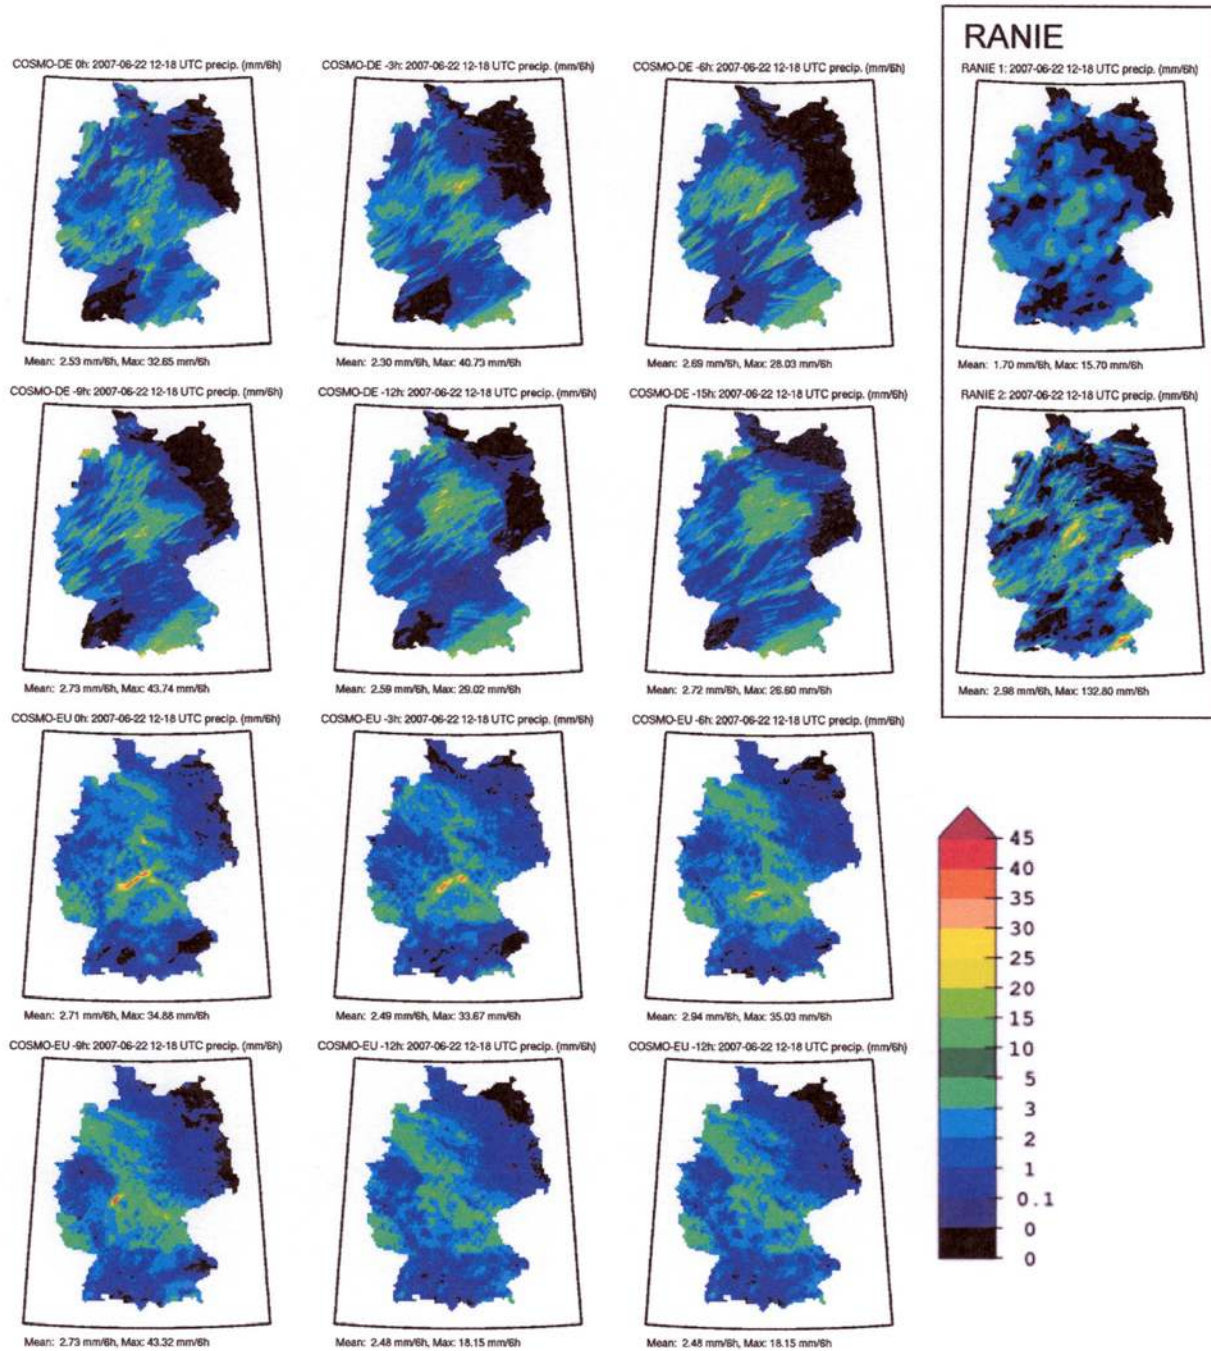 RANIE
COSMO-DE 0h: 2007-06-22 12-18 UTC precip. (mm/6h)
COSMO-DE -3h: 2007-06-22 12-18 UTC precip. (mm/6h)
COSMO-DE -6h: 2007-06-22 12-18 UTC precip. (mm/6h)
RANIE 1: 2007-06-22 12-18 UTC precip. (mm/6h)
Mean: 2.53 mm/6h, Max: 32.65 mm/6h
Mean: 2.30 mm/6h, Max: 40.73 mm/6h
Mean: 2.69 mm/6h, Max: 28.03 mm/6h
Mean: 1.70 mm/6h, Max: 15.70 mm/6h
COSMO-DE -9h: 2007-06-22 12-18 UTC precip. (mm/6h)
COSMO-DE -12h: 2007-06-22 12-18 UTC precip. (mm/6h)
COSMO-DE -15h: 2007-06-22 12-18 UTC precip. (mm/6h)
RANIE 2: 2007-06-22 12-18 UTC precip. (mm/6h)
Mean: 2.73 mm/6h, Max: 43.74 mm/6h
Mean: 2.59 mm/6h, Max: 29.02 mm/6h
Mean: 2.72 mm/6h, Max: 26.60 mm/6h
Mean: 2.98 mm/6h, Max: 132.80 mm/6h
COSMO-EU 0h: 2007-06-22 12-18 UTC precip. (mm/6h)
COSMO-EU -3h: 2007-06-22 12-18 UTC precip. (mm/6h)
COSMO-EU -6h: 2007-06-22 12-18 UTC precip. (mm/6h)
Mean: 2.71 mm/6h, Max: 34.88 mm/6h
Mean: 2.49 mm/6h, Max: 33.67 mm/6h
Mean: 2.94 mm/6h, Max: 35.03 mm/6h
45
40
35
30
25
20
15
10
5
3
2
1
0.1
0
0
COSMO-EU -9h: 2007-06-22 12-18 UTC precip. (mm/6h)
COSMO-EU -12h: 2007-06-22 12-18 UTC precip. (mm/6h)
COSMO-EU -12h: 2007-06-22 12-18 UTC precip. (mm/6h)
Mean: 2.73 mm/6h, Max: 43.32 mm/6h
Mean: 2.48 mm/6h, Max: 18.15 mm/6h
Mean: 2.48 mm/6h, Max: 18.15 mm/6h